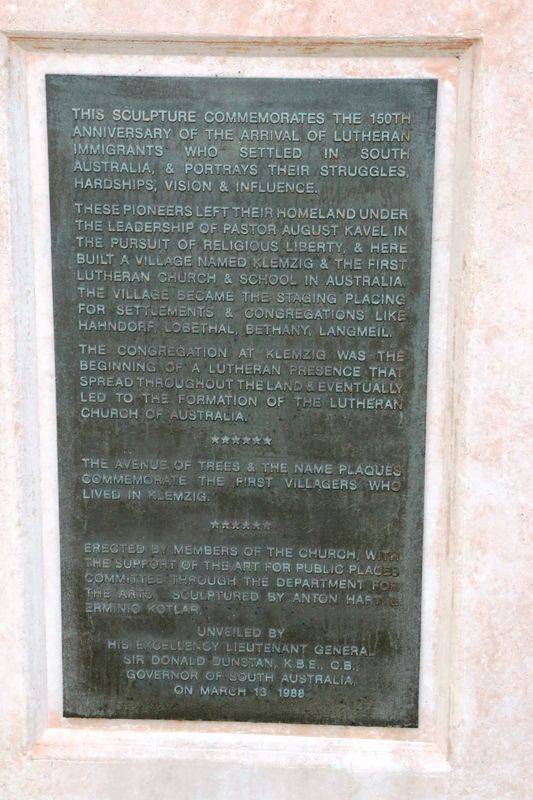 THIS SCULPTURE COMMEMORATES THE 150TH
ANNIVERSARY OF THE ARRIVAL OF LUTHERAN
IMMIGRANTS WHO SETTLED IN SOUTH
AUSTRALIA, & PORTRAYS THEIR STRUGGLES,
HARDSHIPS, VISION & INFLUENCE.
THESE PIONEERS LEFT THEIR HOMELAND UNDER
THE LEADERSHIP OF PASTOR AUGUST KAVEL IN
THE PURSUIT OF RELIGIOUS LIBERTY, & HERE
BUILT A VILLAGE NAMED KLEMZIG & THE FIRST
LUTHERAN CHURCH & SCHOOL IN AUSTRALIA.
THE VILLAGE BECAME THE STAGING PLACING
FOR SETTLEMENTS & CONGREGATIONS LIKE
HAHNDORF, LOBETHAL, BETHANY, LANGMEIL.
THE CONGREGATION AT KLEMZIG WAS THE
BEGINNING OF A LUTHERAN PRESENCE THAT
SPREAD THROUGHOUT THE LAND & EVENTUALLY
LED TO THE FORMATION OF THE LUTHERAN
CHURCH OF AUSTRALIA.
******
THE AVENUE OF TREES & THE NAME PLAQUES
COMMEMORATE THE FIRST VILLAGERS WHO
LIVED IN KLEMZIG.
******
ERECTED BY MEMBERS OF THE CHURCH, WITH
THE SUPPORT OF THE ART FOR PUBLIC PLACES
COMMITTEE THROUGH THE DEPARTMENT FOR
THE ARTS. SCULPTURED BY ANTON HART &
ERMINIO KOTLAR.
UNVEILED BY
HIS EXCELLENCY LIEUTENANT GENERAL
SIR DONALD DUNSTAN, K.B.E., C.B.,
GOVERNOR OF SOUTH AUSTRALIA,
ON MARCH 13, 1988.